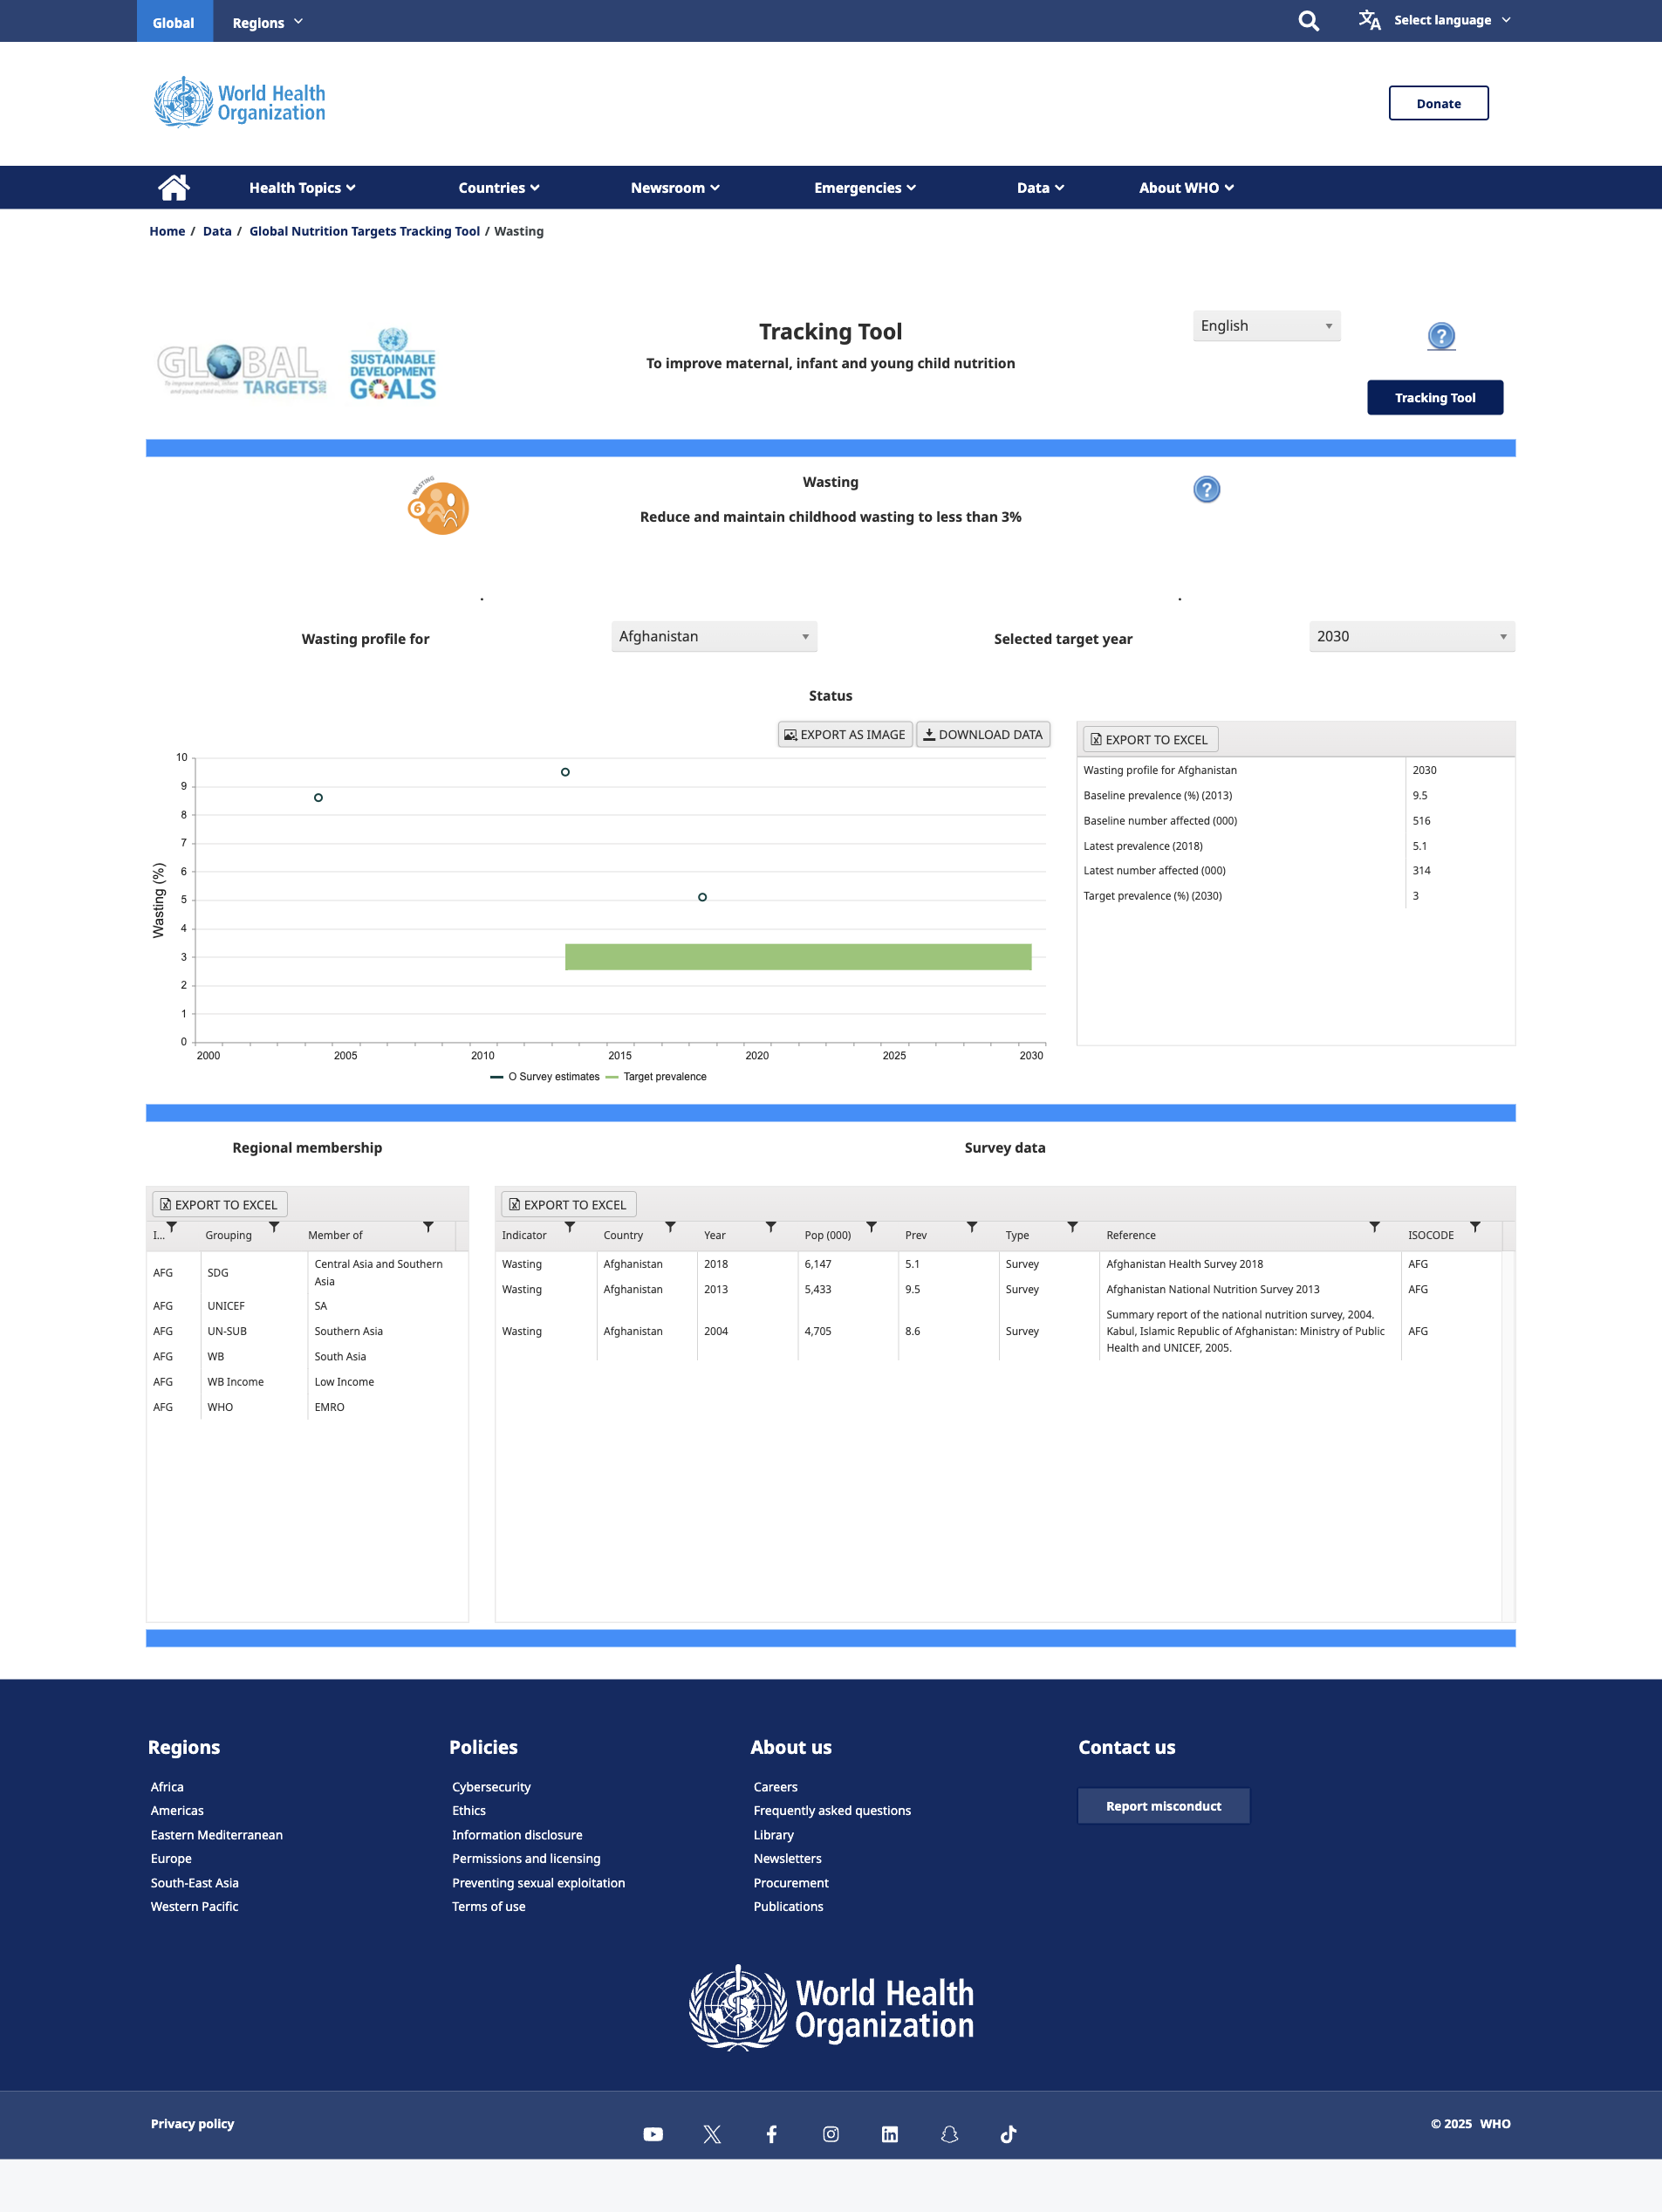 Global
Regions
Select language
World Health
Organization
Donate
Health Topics
Countries
Newsroom
Emergencies
Data
About WHO
Home / Data / Global Nutrition Targets Tracking Tool / Wasting
GLOBAL
To improve maternal, infant
and young child nutrition
TARGETS 2025
SUSTAINABLE
DEVELOPMENT
GOALS
Tracking Tool
To improve maternal, infant and young child nutrition
English
?
Tracking Tool
WASTING
6
Wasting
Reduce and maintain childhood wasting to less than 3%
?
.
.
Wasting profile for
Afghanistan
Selected target year
2030
Status
EXPORT AS IMAGE
DOWNLOAD DATA
Wasting (%)
10
9
8
7
6
5
4
3
2
1
0
2000 2005 2010 2015 2020 2025 2030
O Survey estimates Target prevalence
EXPORT TO EXCEL
Wasting profile for Afghanistan 2030
Baseline prevalence (%) (2013) 9.5
Baseline number affected (000) 516
Latest prevalence (2018) 5.1
Latest number affected (000) 314
Target prevalence (%) (2030) 3
Regional membership
EXPORT TO EXCEL
I... Grouping Member of
AFG SDG Central Asia and Southern
Asia
AFG UNICEF SA
AFG UN-SUB Southern Asia
AFG WB South Asia
AFG WB Income Low Income
AFG WHO EMRO
Survey data
EXPORT TO EXCEL
Indicator Country Year Pop (000) Prev Type Reference ISOCODE
Wasting Afghanistan 2018 6,147 5.1 Survey Afghanistan Health Survey 2018 AFG
Wasting Afghanistan 2013 5,433 9.5 Survey Afghanistan National Nutrition Survey 2013 AFG
Wasting Afghanistan 2004 4,705 8.6 Survey Summary report of the national nutrition survey, 2004.
Kabul, Islamic Republic of Afghanistan: Ministry of Public
Health and UNICEF, 2005. AFG
Regions
Africa
Americas
Eastern Mediterranean
Europe
South-East Asia
Western Pacific
Policies
Cybersecurity
Ethics
Information disclosure
Permissions and licensing
Preventing sexual exploitation
Terms of use
About us
Careers
Frequently asked questions
Library
Newsletters
Procurement
Publications
Contact us
Report misconduct
World Health
Organization
Privacy policy
© 2025 WHO